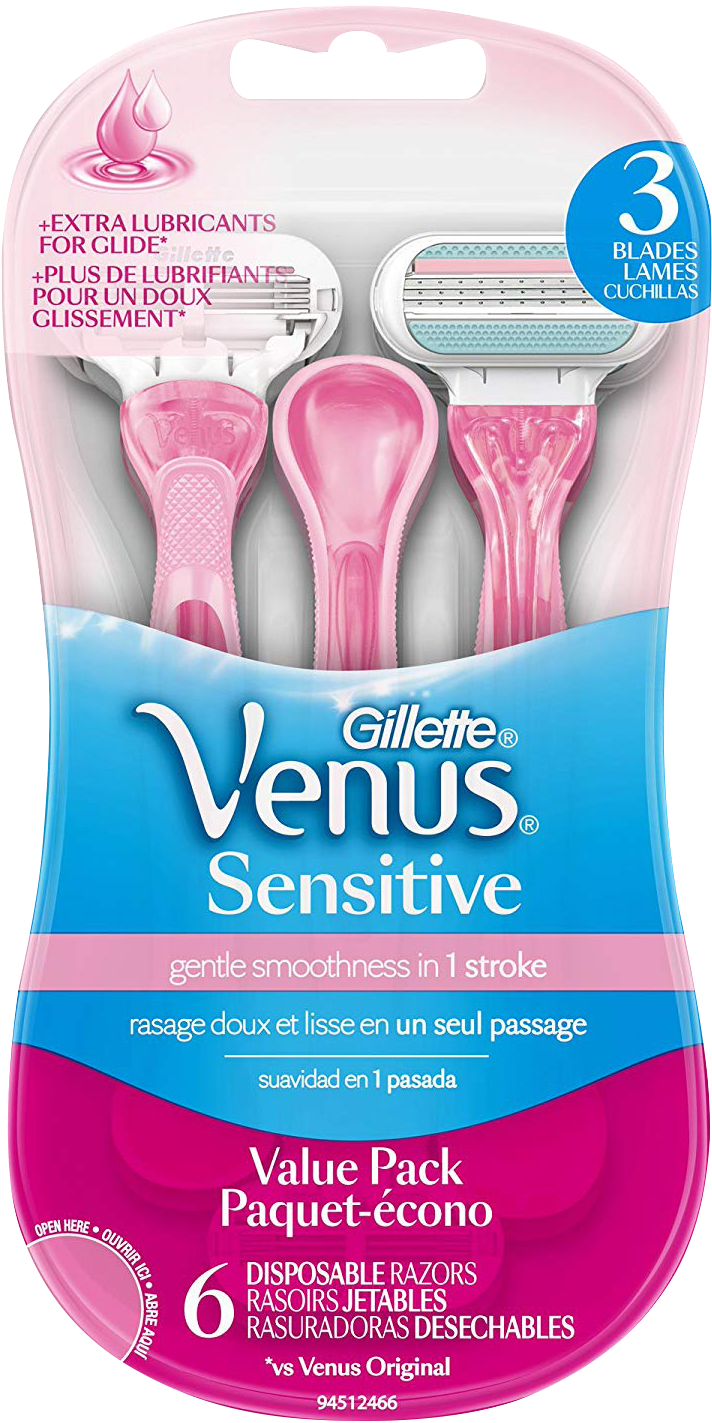 3
BLADES
LAMES
CUCHILLAS
+EXTRA LUBRICANTS
FOR GLIDE*
Gillette
+PLUS DE LUBRIFIANTS
POUR UN DOUX
GLISSEMENT*
Venus
Gillette®
Venus®
Sensitive
gentle smoothness in 1 stroke
rasage doux et lisse en un seul passage
suavidad en 1 pasada
Value Pack
Paquet-écono
OPEN HERE • OUVRIR ICI • ABRE AQUÍ
6 DISPOSABLE RAZORS
RASOIRS JETABLES
RASURADORAS DESECHABLES
*vs Venus Original
94512466